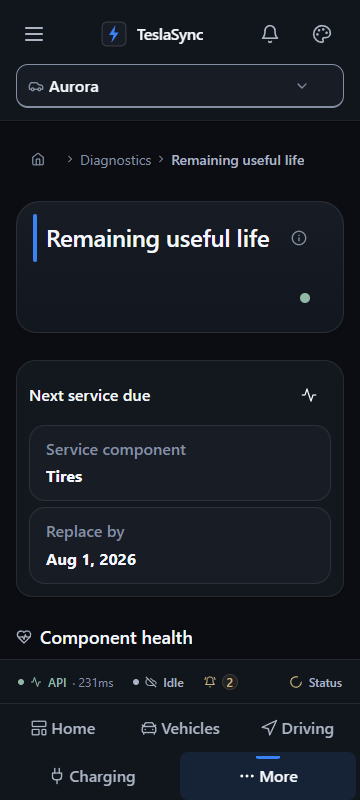 TeslaSync
Aurora
Diagnostics > Remaining useful life
Remaining useful life
Next service due
Service component
Tires
Replace by
Aug 1, 2026
Component health
API · 231ms Idle 2 Status
Home Vehicles Driving
Charging More